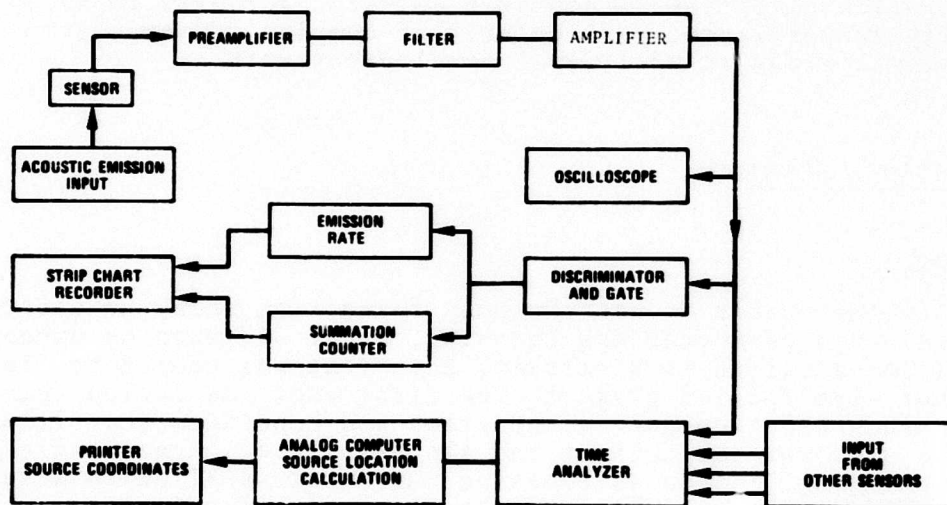 PREAMPLIFIER
FILTER
AMPLIFIER
SENSOR
ACOUSTIC EMISSION
INPUT
OSCILLOSCOPE
EMISSION
RATE
STRIP CHART
RECORDER
DISCRIMINATOR
AND GATE
SUMMATION
COUNTER
PRINTER
SOURCE COORDINATES
ANALOG COMPUTER
SOURCE LOCATION
CALCULATION
TIME
ANALYZER
INPUT
FROM
OTHER SENSORS